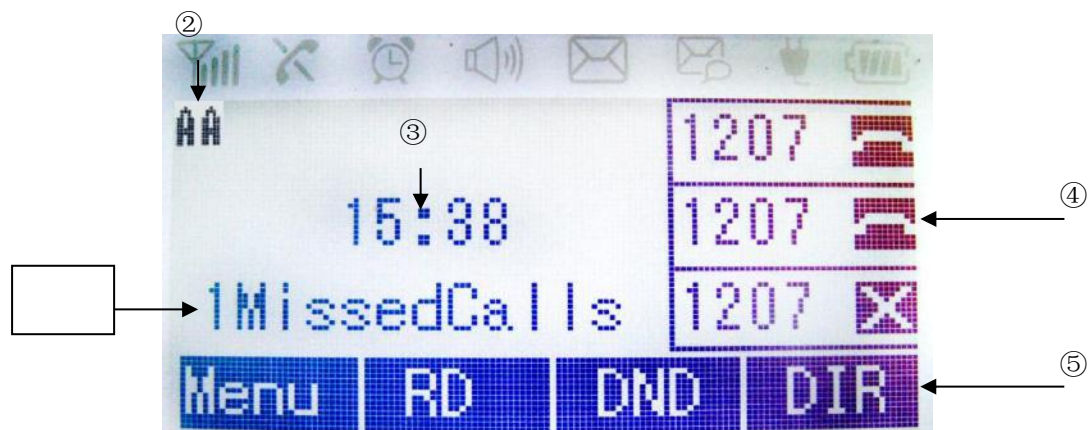 ②
AA
③
1207
15:38
1207
④
1MissedCalls
1207
Menu RD DND DIR
⑤